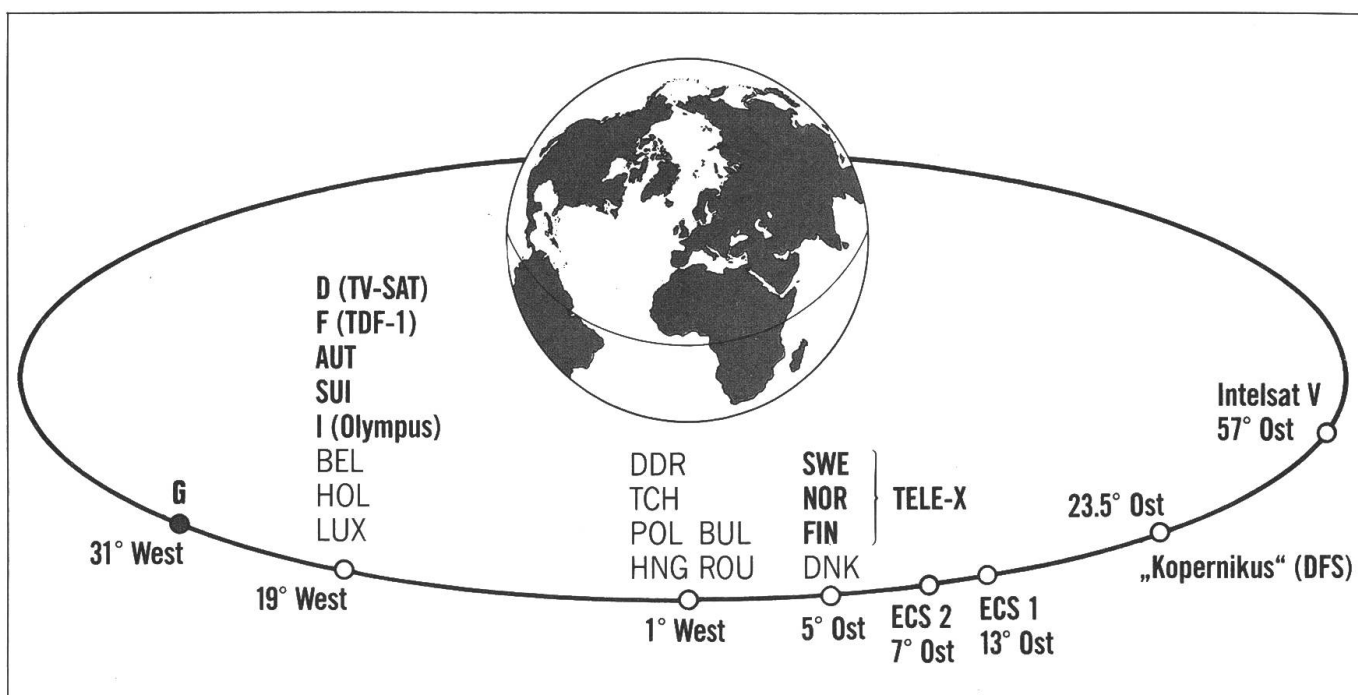 D (TV-SAT)
F (TDF-1)
AUT
SUI
I (Olympus)
BEL
HOL
LUX
G
31° West
19° West
DDR
TCH
POL BUL
HNG ROU
1° West
SWE
NOR
FIN
DNK
TELE-X
5° Ost
ECS 2
7° Ost
ECS 1
13° Ost
23.5° Ost
„Kopernikus“ (DFS)
Intelsat V
57° Ost